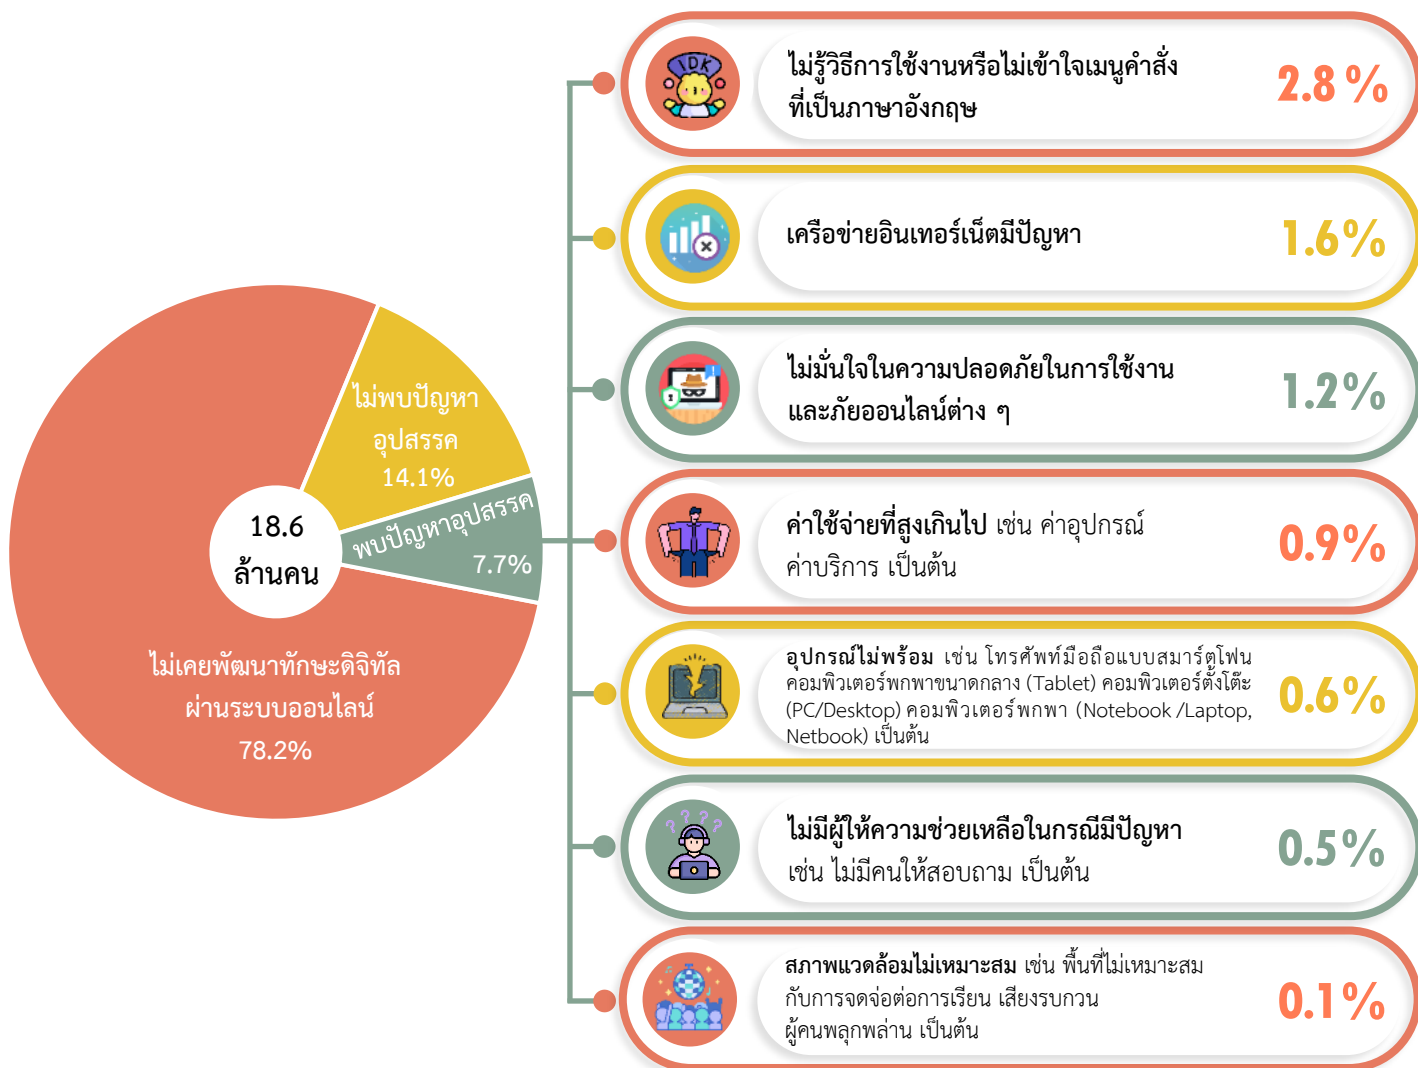 ไม่พบปัญหา
อุปสรรค
14.1%
พบปัญหาอุปสรรค
7.7%
18.6
ล้านคน
ไม่เคยพัฒนาทักษะดิจิทัล
ผ่านระบบออนไลน์
78.2%
IDK
ไม่รู้วิธีการใช้งานหรือไม่เข้าใจเมนูคำสั่ง
ที่เป็นภาษาอังกฤษ
2.8 %
เครือข่ายอินเทอร์เน็ตมีปัญหา
1.6%
ไม่มั่นใจในความปลอดภัยในการใช้งาน
และภัยออนไลน์ต่าง ๆ
1.2%
ค่าใช้จ่ายที่สูงเกินไป เช่น ค่าอุปกรณ์
ค่าบริการ เป็นต้น
0.9%
อุปกรณ์ไม่พร้อม เช่น โทรศัพท์มือถือแบบสมาร์ตโฟน
คอมพิวเตอร์พกพาขนาดกลาง (Tablet) คอมพิวเตอร์ตั้งโต๊ะ
(PC/Desktop) คอมพิวเตอร์พกพา (Notebook /Laptop,
Netbook) เป็นต้น
0.6%
ไม่มีผู้ให้ความช่วยเหลือในกรณีมีปัญหา
เช่น ไม่มีคนให้สอบถาม เป็นต้น
0.5%
สภาพแวดล้อมไม่เหมาะสม เช่น พื้นที่ไม่เหมาะสม
กับการจดจ่อต่อการเรียน เสียงรบกวน
ผู้คนพลุกพล่าน เป็นต้น
0.1%